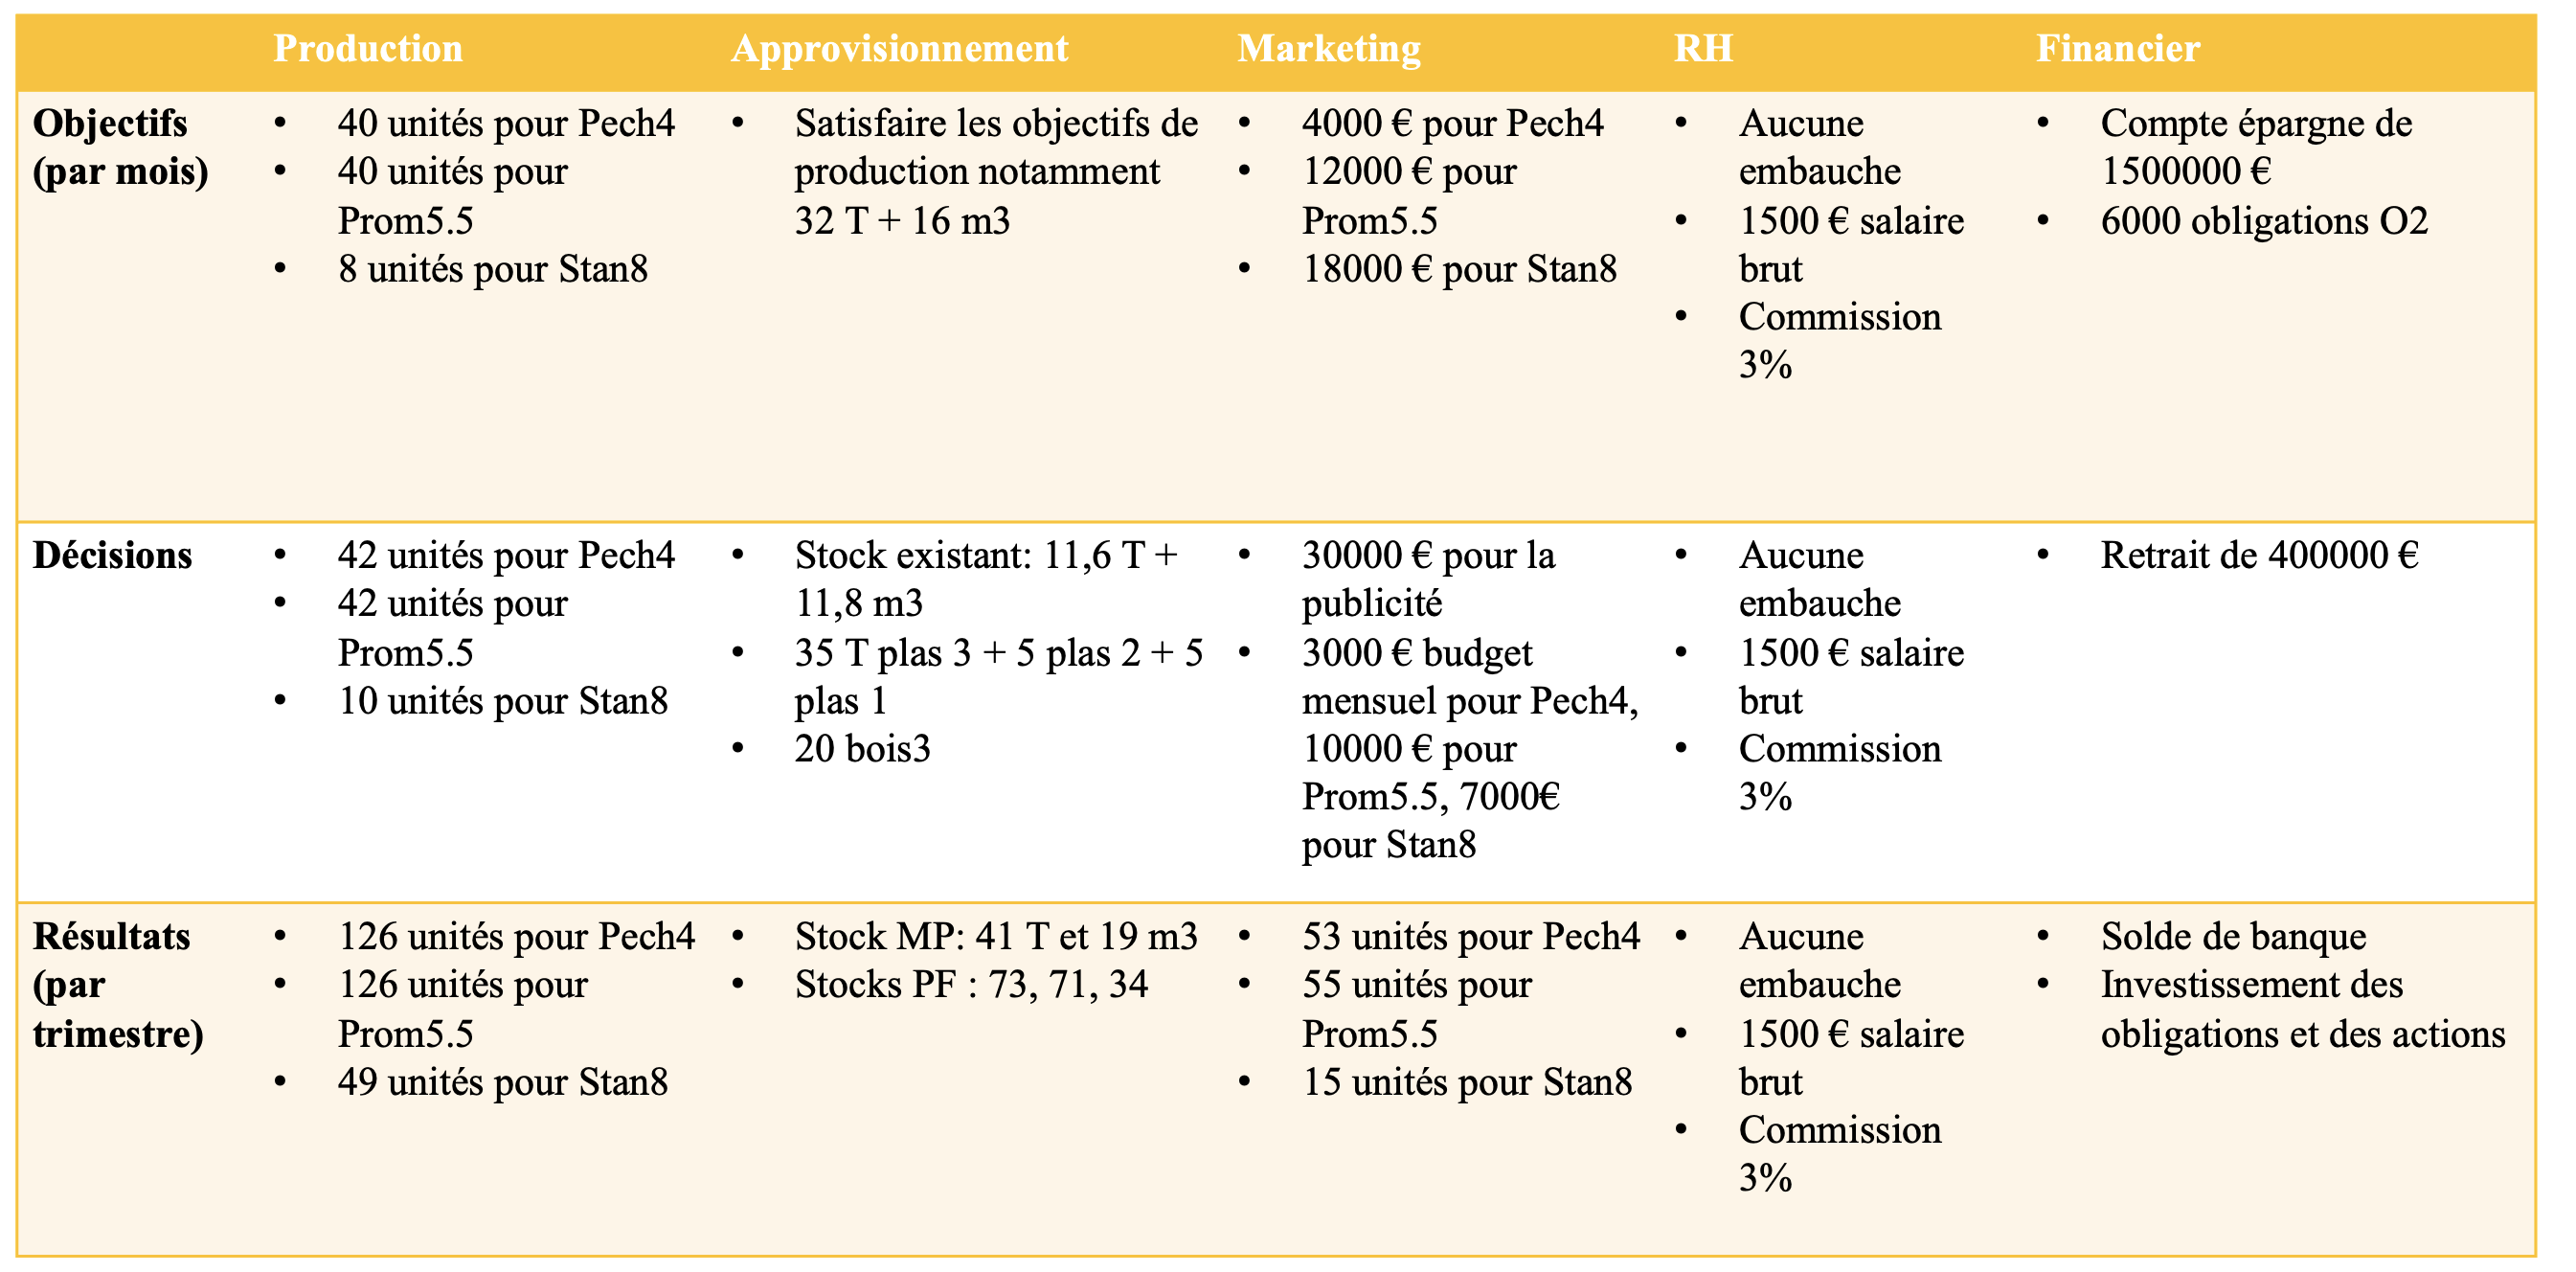 Production
Approvisionnement
Marketing
RH
Financier
Objectifs
(par mois)
• 40 unités pour Pech4
• 40 unités pour
Prom5.5
• 8 unités pour Stan8
• Satisfaire les objectifs de
production notamment
32 T + 16 m3
• 4000 € pour Pech4
• 12000 € pour
Prom5.5
• 18000 € pour Stan8
• Aucune
embauche
• 1500 € salaire
brut
• Commission
3%
• Compte épargne de
1500000 €
• 6000 obligations O2
Décisions
• 42 unités pour Pech4
• 42 unités pour
Prom5.5
• 10 unités pour Stan8
• Stock existant: 11,6 T +
11,8 m3
• 35 T plas 3 + 5 plas 2 + 5
plas 1
• 20 bois3
• 30000 € pour la
publicité
• 3000 € budget
mensuel pour Pech4,
10000 € pour
Prom5.5, 7000€
pour Stan8
• Aucune
embauche
• 1500 € salaire
brut
• Commission
3%
• Retrait de 400000 €
Résultats
(par
trimestre)
• 126 unités pour Pech4
• 126 unités pour
Prom5.5
• 49 unités pour Stan8
• Stock MP: 41 T et 19 m3
• Stocks PF : 73, 71, 34
• 53 unités pour Pech4
• 55 unités pour
Prom5.5
• 15 unités pour Stan8
• Aucune
embauche
• 1500 € salaire
brut
• Commission
3%
• Solde de banque
• Investissement des
obligations et des actions